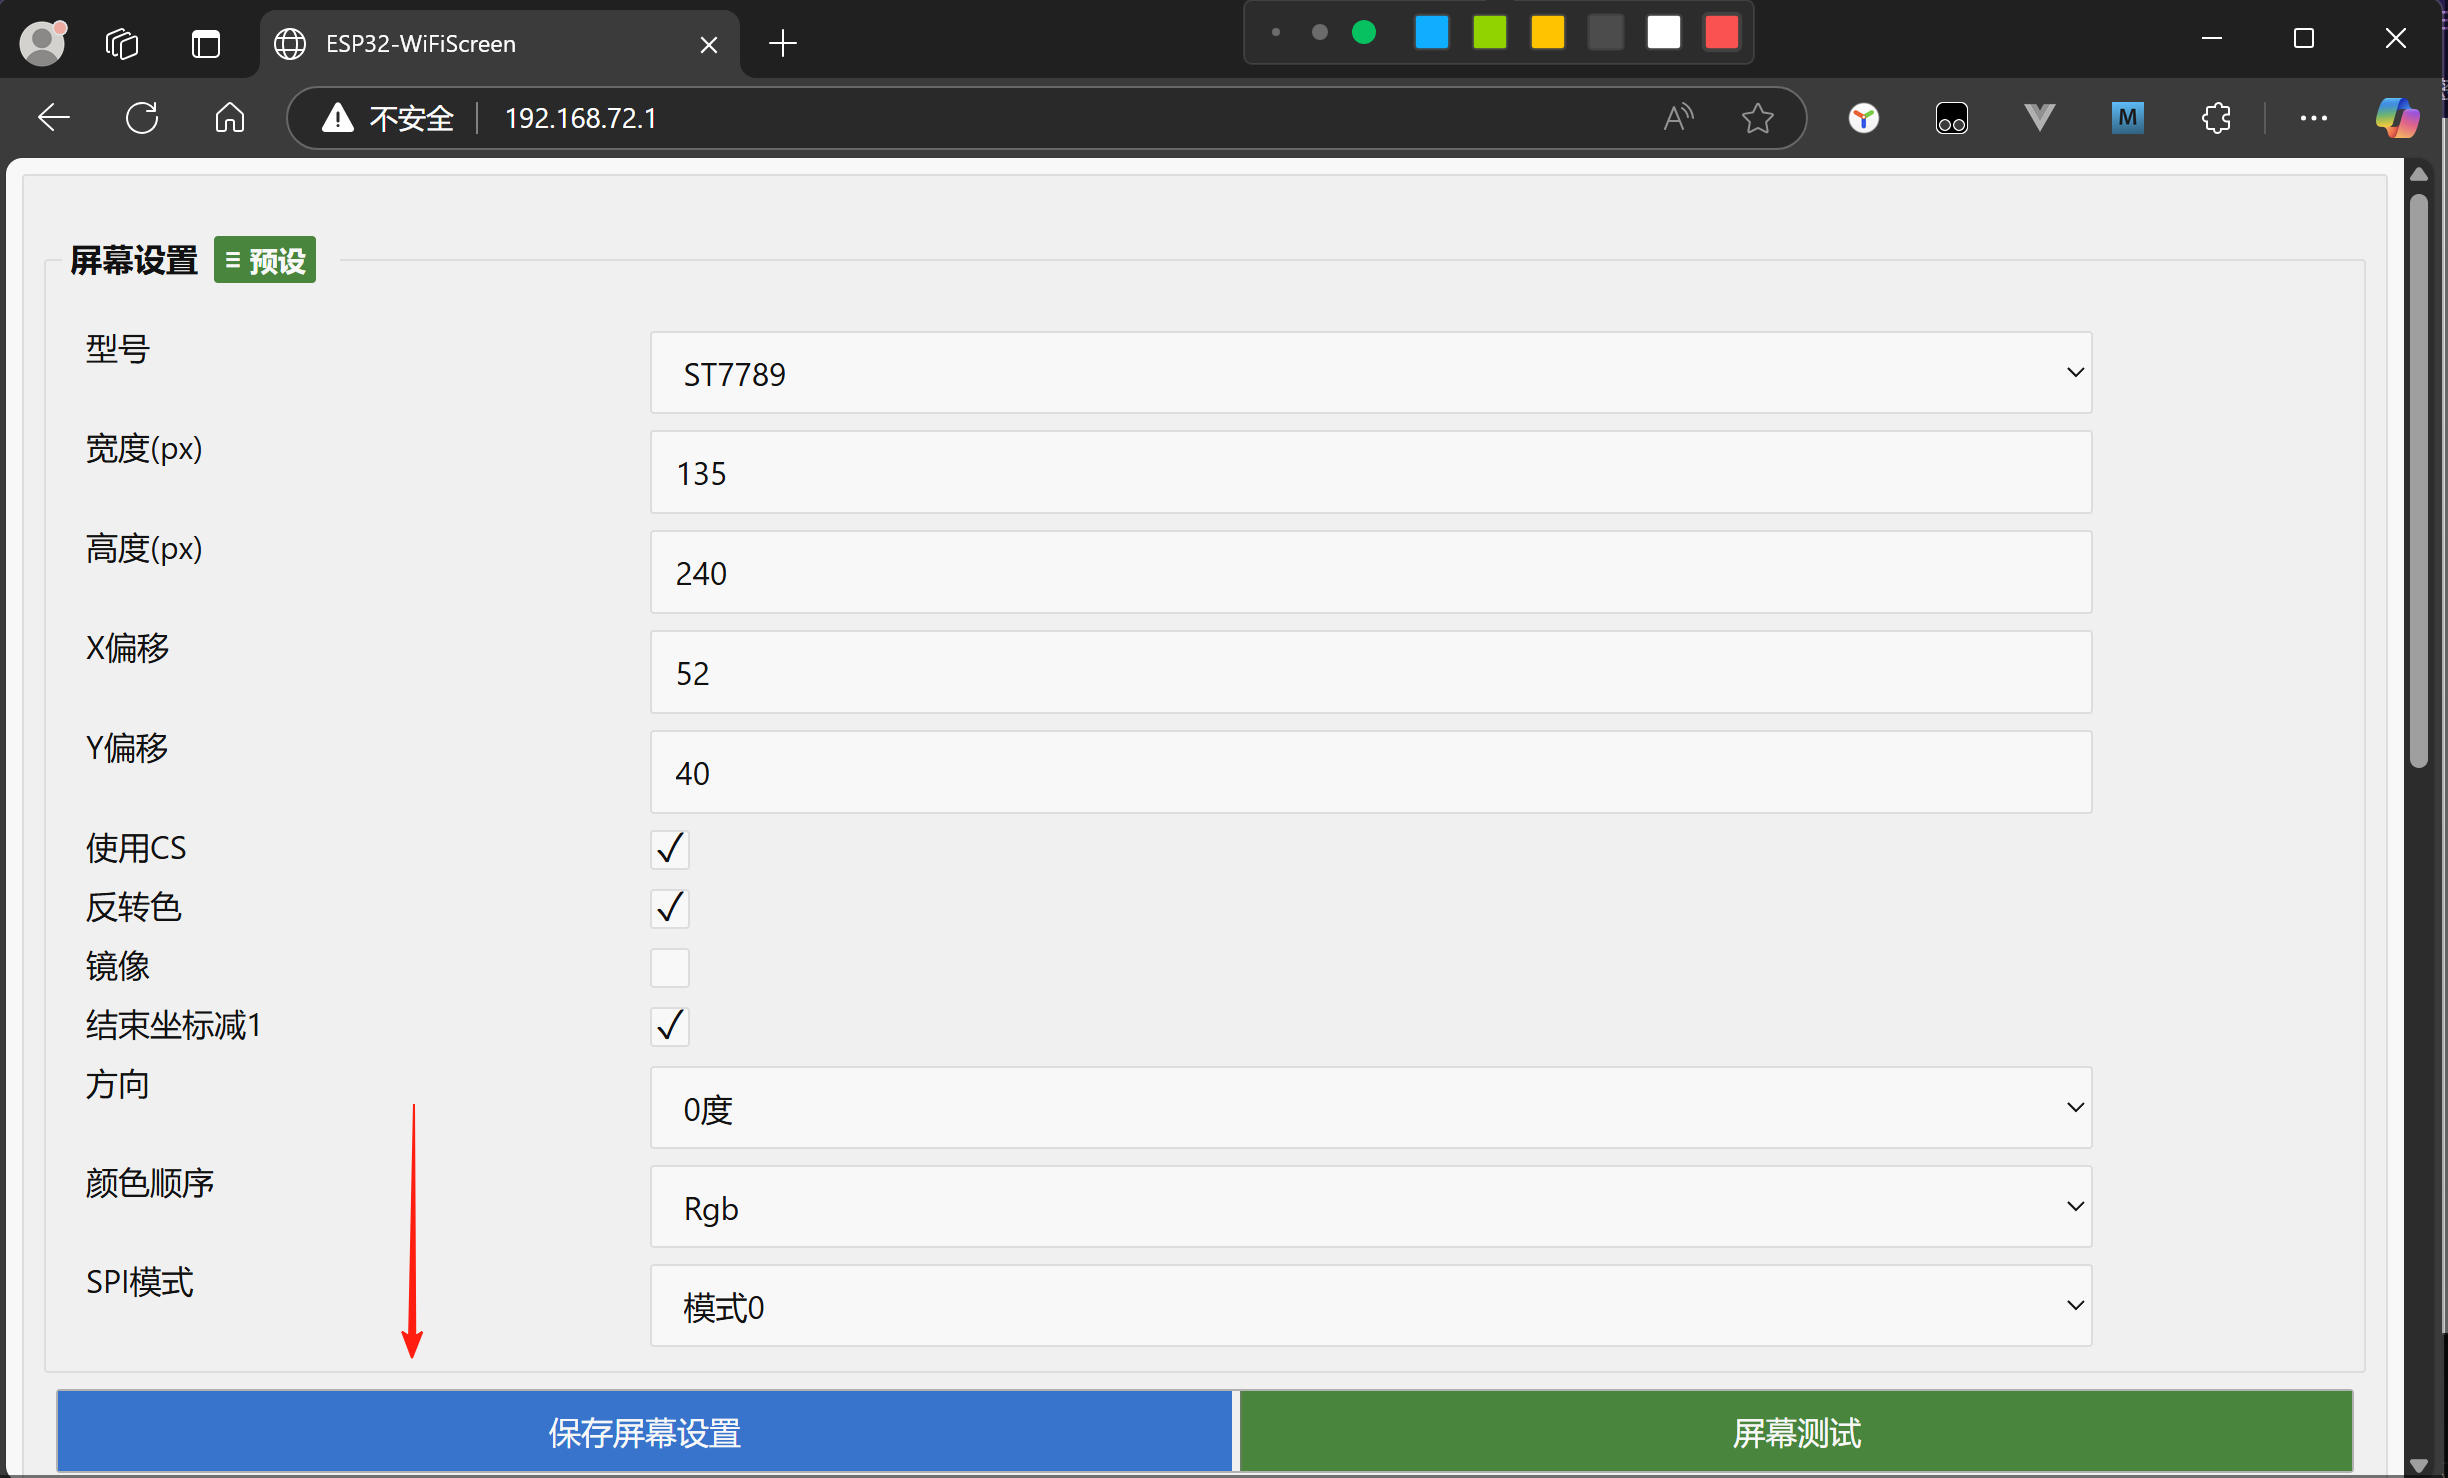 ESP32-WiFiScreen
不安全 192.168.72.1
屏幕设置 预设
型号
ST7789
宽度(px)
135
高度(px)
240
X偏移
52
Y偏移
40
使用CS
反转色
镜像
结束坐标减1
方向
0度
颜色顺序
Rgb
SPI模式
模式0
保存屏幕设置 屏幕测试